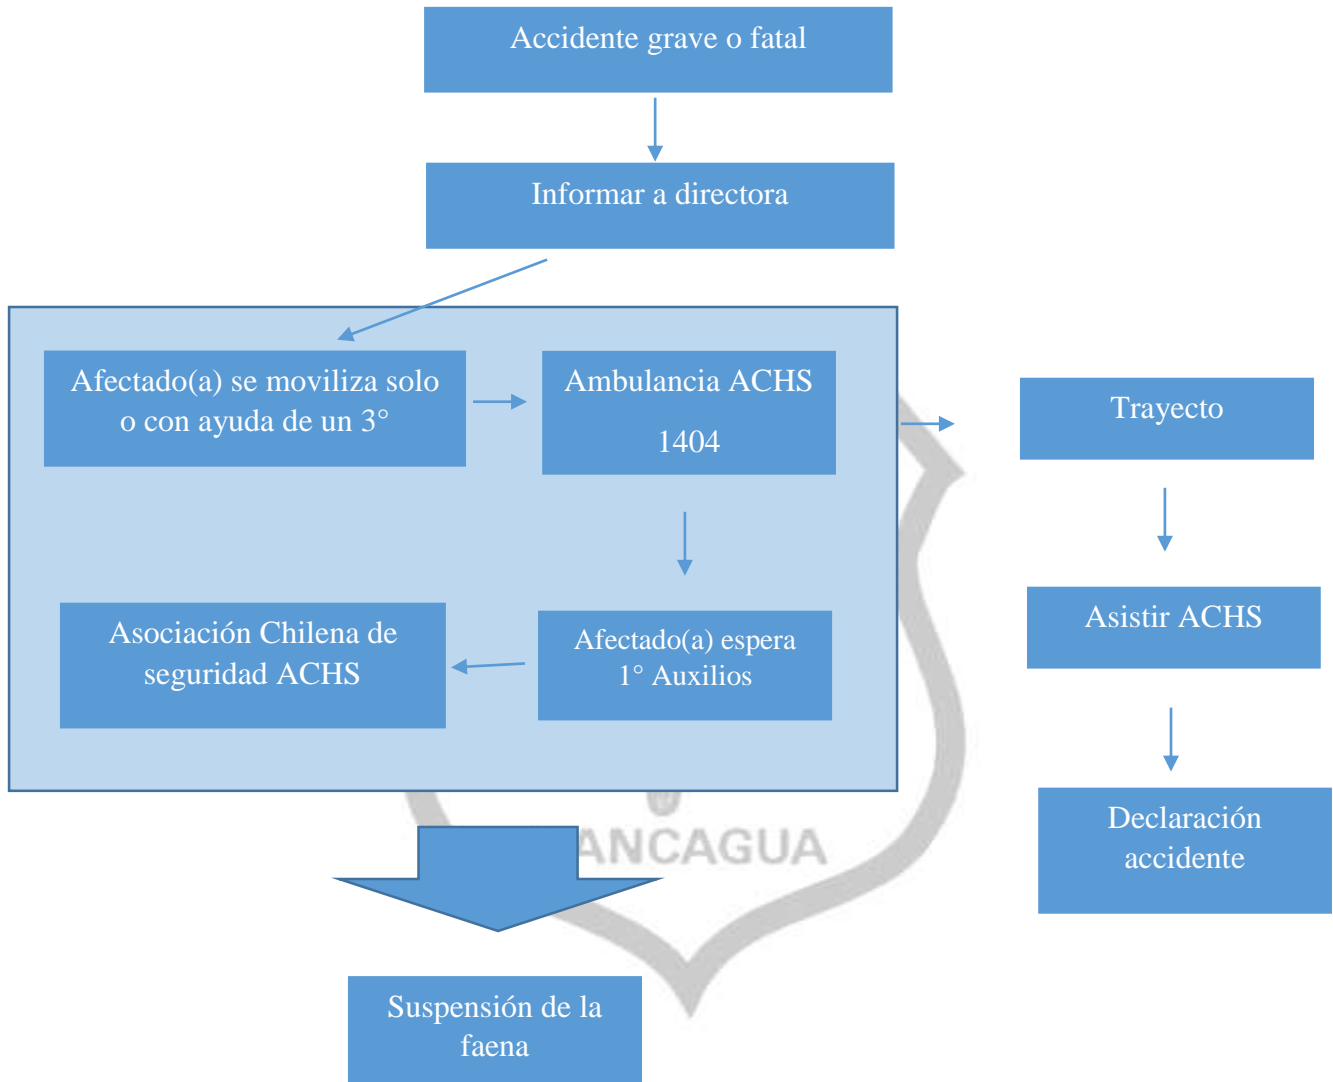 Accidente grave o fatal
Informar a directora
Afectado(a) se moviliza solo
o con ayuda de un 3°
Ambulancia ACHS
1404
Trayecto
Asociación Chilena de
seguridad ACHS
Afectado(a) espera
1° Auxilios
Asistir ACHS
Declaración
accidente
ANCAGUA
Suspensión de la
faena